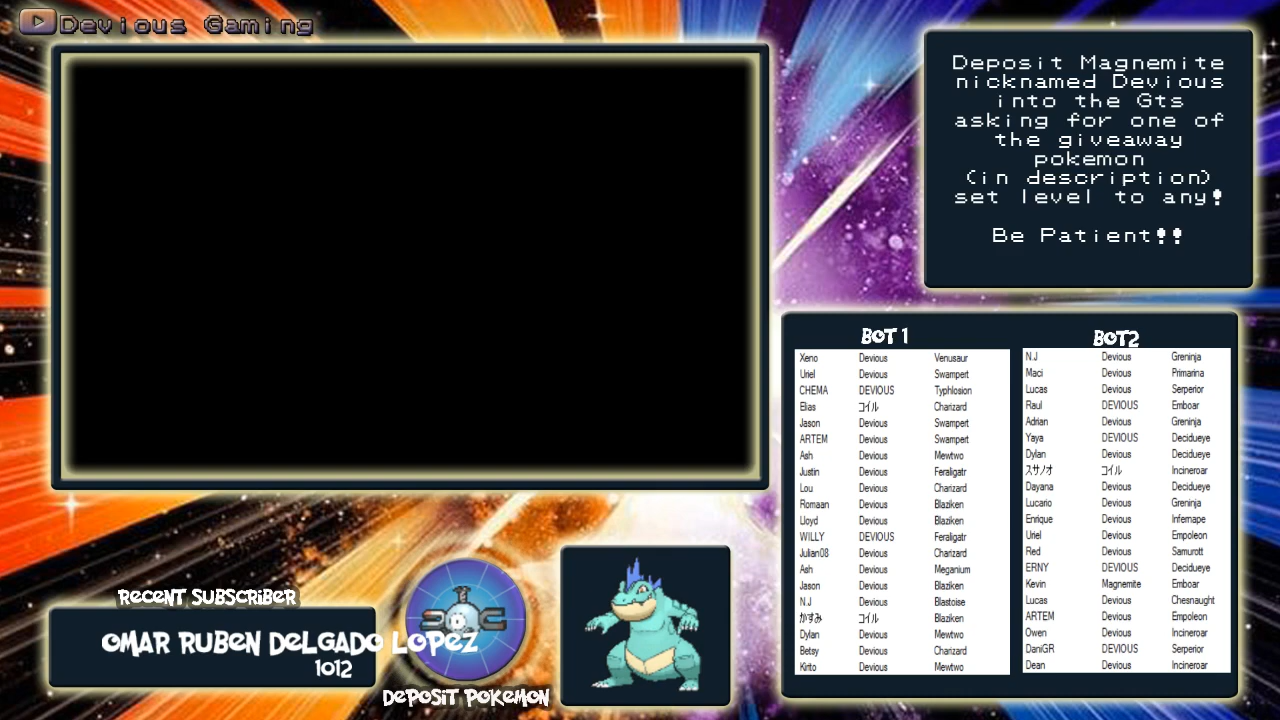 Devious Gaming
Deposit Magnemite
nicknamed Devious
into the Gts
asking for one of
the giveaway
pokemon
(in description)
set level to any!
Be Patient!!
BOT 1
Xeno Devious Venusaur
Uriel Devious Swampert
CHEMA DEVIOUS Typhlosion
Elias コイル Charizard
Jason Devious Swampert
ARTEM Devious Swampert
Ash Devious Mewtwo
Justin Devious Feraligatr
Lou Devious Charizard
Romaan Devious Blaziken
Lloyd Devious Blaziken
WILLY DEVIOUS Feraligatr
Julian08 Devious Charizard
Ash Devious Meganium
Jason Devious Blaziken
N.J Devious Blastoise
かすみ コイル Blaziken
Dylan Devious Mewtwo
Betsy Devious Charizard
Kirito Devious Mewtwo
BOT2
N.J Devious Greninja
Maci Devious Primarina
Lucas Devious Serperior
Raul DEVIOUS Emboar
Adrian Devious Greninja
Yaya DEVIOUS Decidueye
Dylan Devious Decidueye
スサノオ コイル Incineroar
Dayana Devious Decidueye
Lucario Devious Greninja
Enrique Devious Infernape
Uriel Devious Empoleon
Red Devious Samurott
ERNY DEVIOUS Decidueye
Kevin Magnemite Emboar
Lucas Devious Chesnaught
ARTEM Devious Empoleon
Owen Devious Incineroar
DaniGR DEVIOUS Serperior
Dean Devious Incineroar
RECENT SUBSCRIBER
OMAR RUBEN DELGADO LOPEZ
1012
DEPOSIT POKEMON